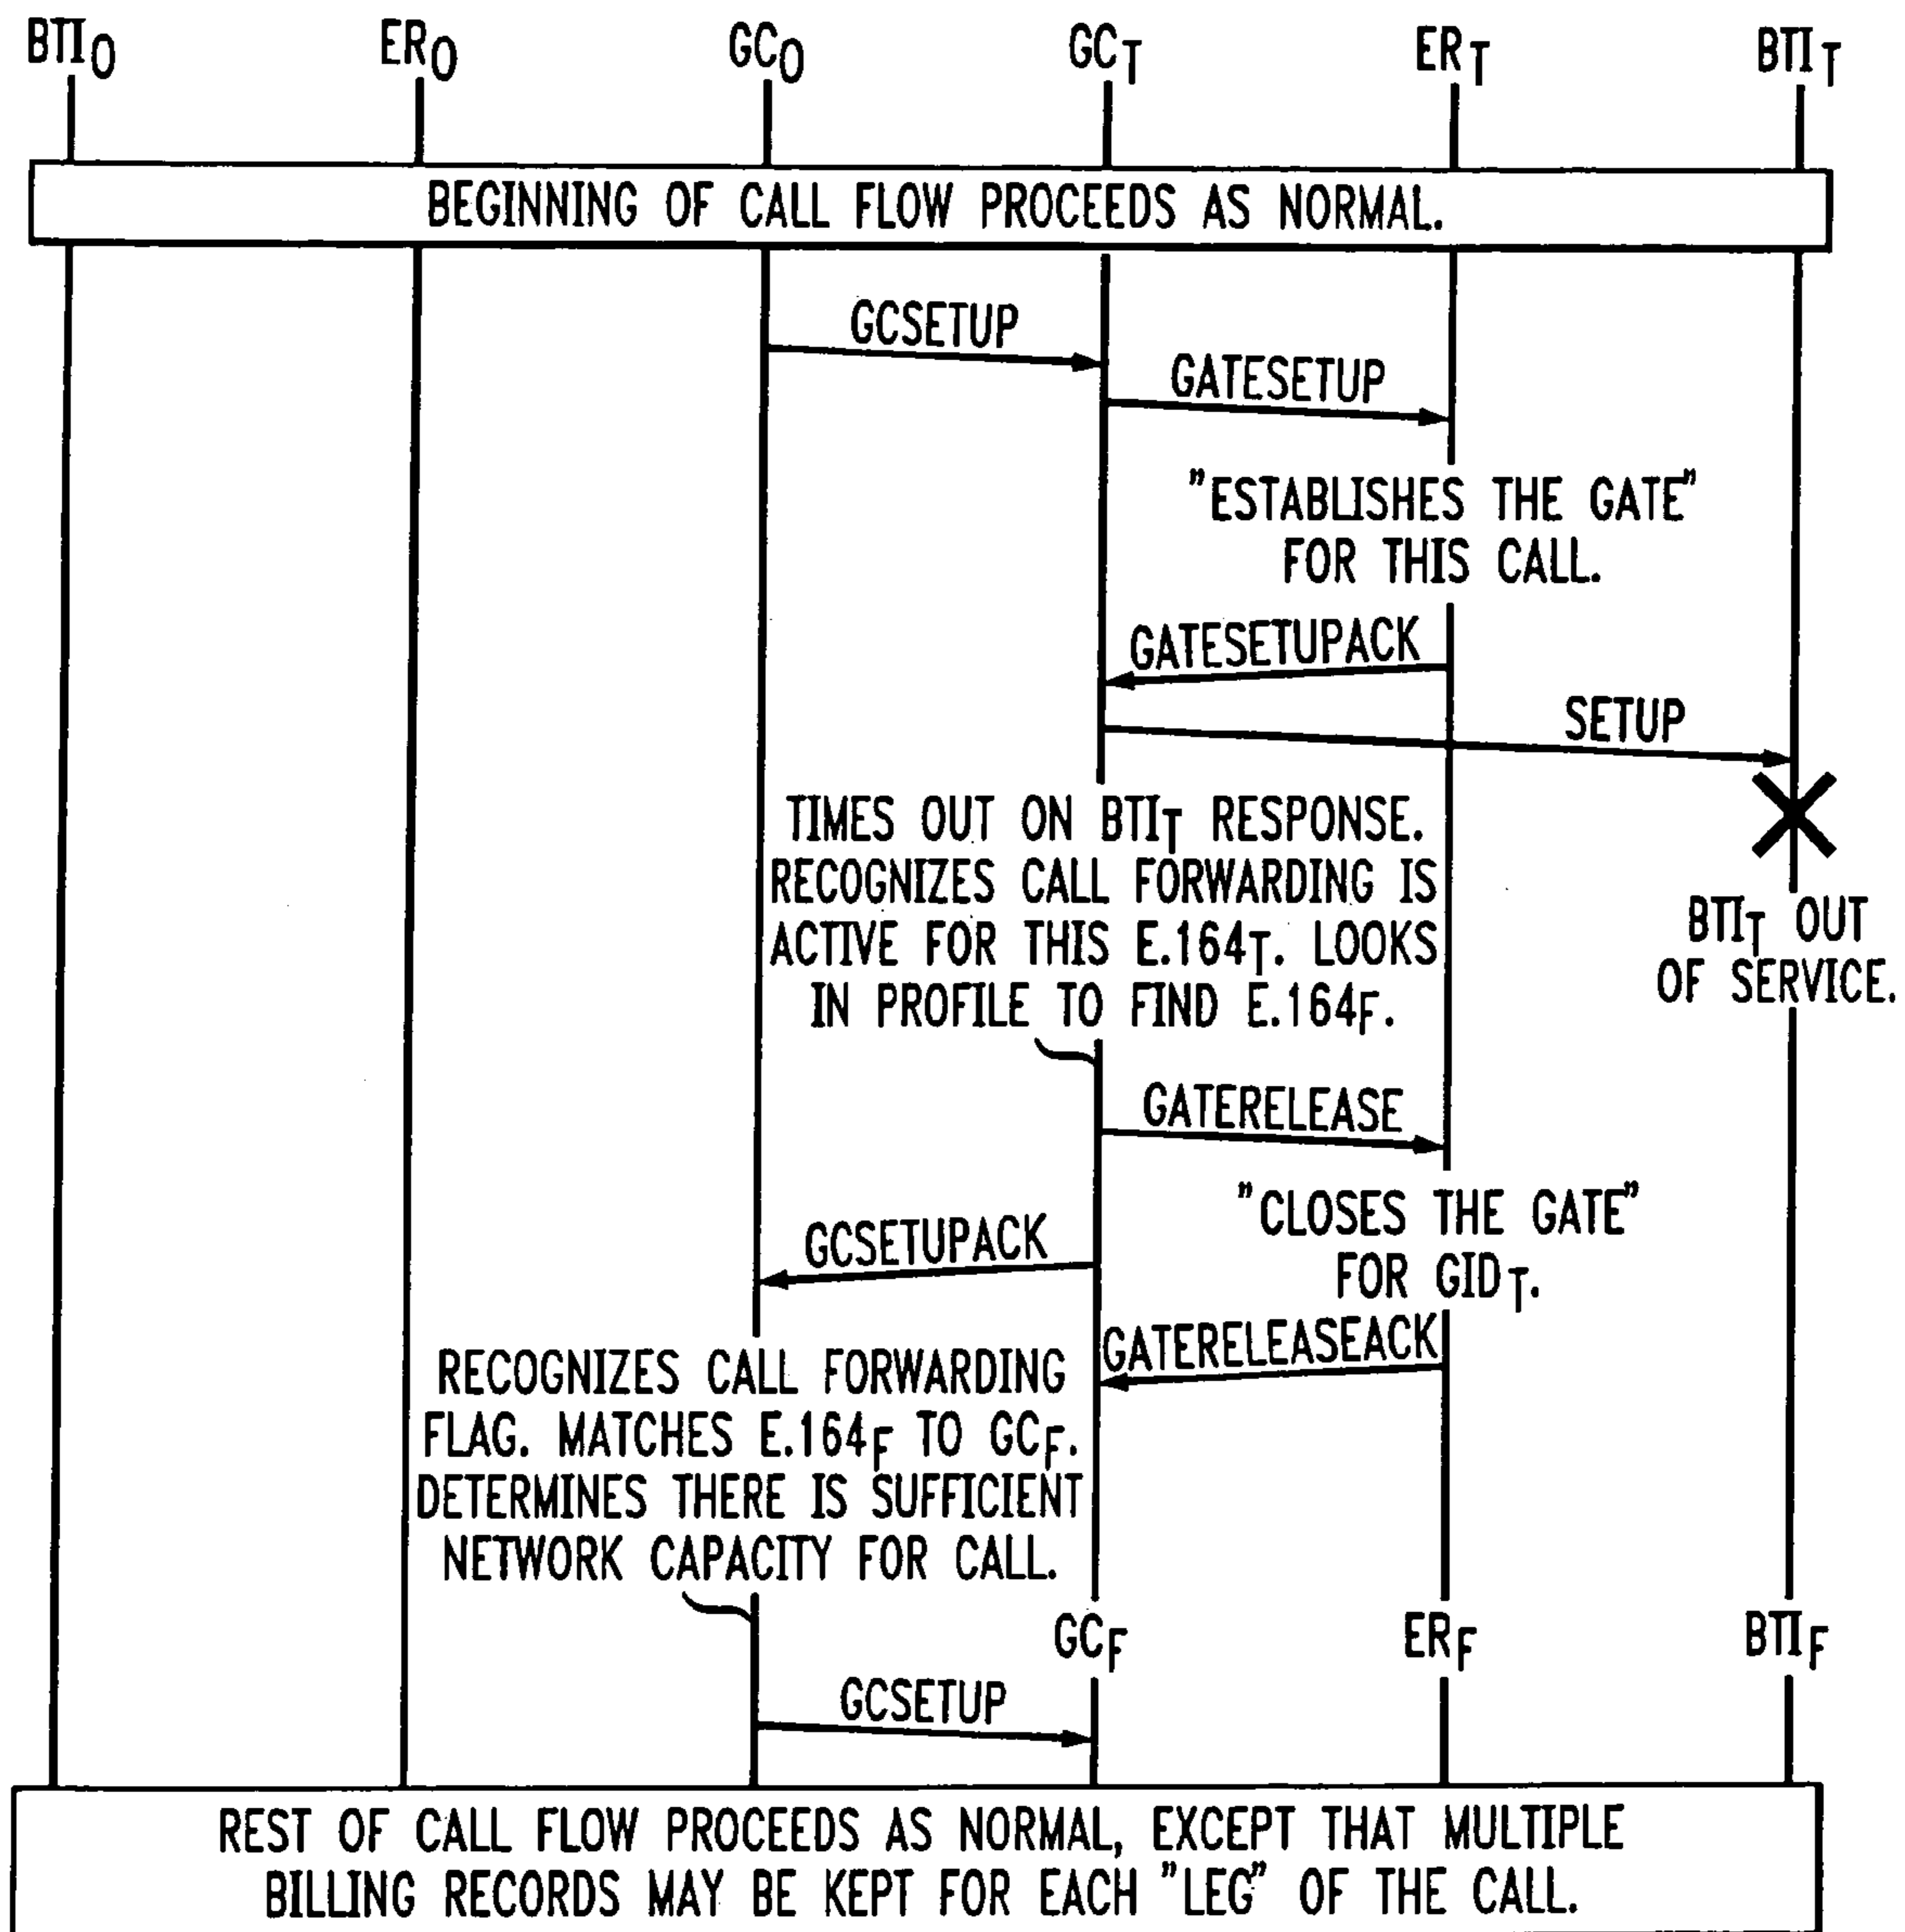 BTIO ERO GCO GCT ERT BTIT
BEGINNING OF CALL FLOW PROCEEDS AS NORMAL.
GCSETUP
GATESETUP
"ESTABLISHES THE GATE"
FOR THIS CALL.
GATESETUPACK
SETUP
TIMES OUT ON BTIT RESPONSE.
RECOGNIZES CALL FORWARDING IS
ACTIVE FOR THIS E.164T. LOOKS
IN PROFILE TO FIND E.164F.
BTIT OUT
OF SERVICE.
GATERELEASE
"CLOSES THE GATE"
FOR GIDT.
GCSETUPACK
GATERELEASEACK
RECOGNIZES CALL FORWARDING
FLAG. MATCHES E.164F TO GCF.
DETERMINES THERE IS SUFFICIENT
NETWORK CAPACITY FOR CALL.
GCF ERF BTIF
GCSETUP
REST OF CALL FLOW PROCEEDS AS NORMAL, EXCEPT THAT MULTIPLE
BILLING RECORDS MAY BE KEPT FOR EACH "LEG" OF THE CALL.